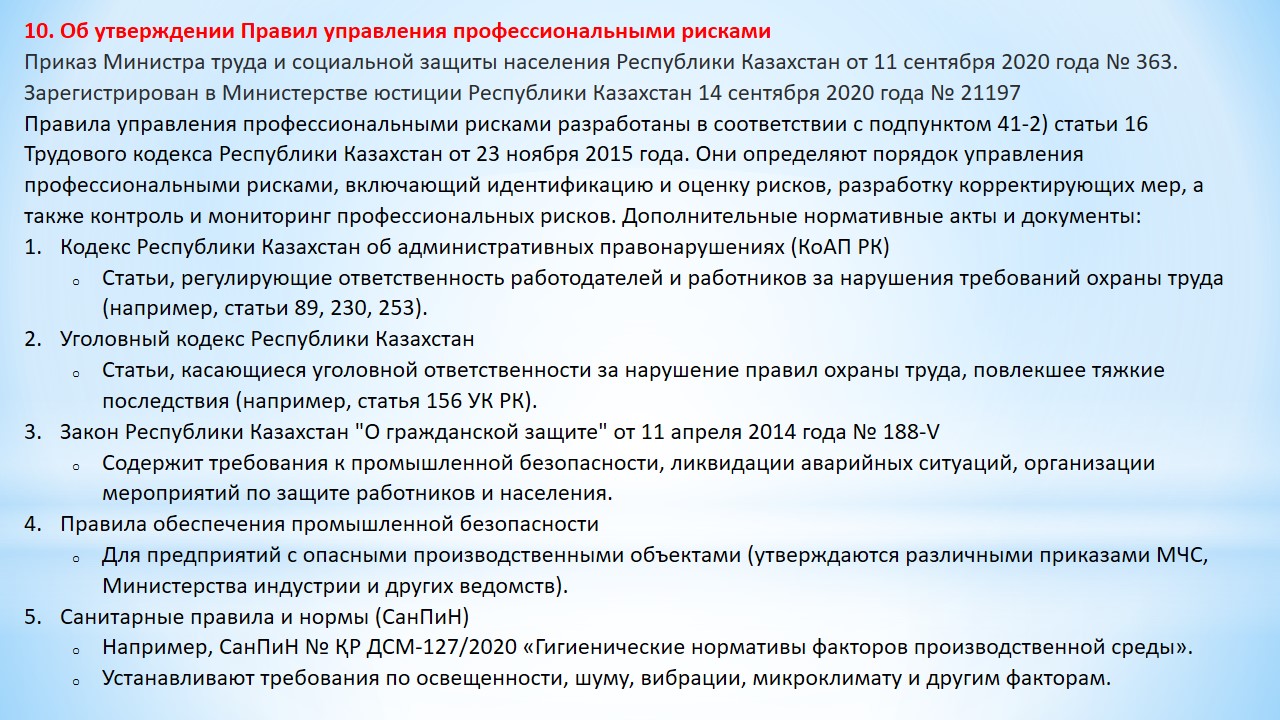 10. Об утверждении Правил управления профессиональными рисками
Приказ Министра труда и социальной защиты населения Республики Казахстан от 11 сентября 2020 года № 363.
Зарегистрирован в Министерстве юстиции Республики Казахстан 14 сентября 2020 года № 21197
Правила управления профессиональными рисками разработаны в соответствии с подпунктом 41-2) статьи 16
Трудового кодекса Республики Казахстан от 23 ноября 2015 года. Они определяют порядок управления
профессиональными рисками, включающий идентификацию и оценку рисков, разработку корректирующих мер, а
также контроль и мониторинг профессиональных рисков. Дополнительные нормативные акты и документы:
1. Кодекс Республики Казахстан об административных правонарушениях (КоАП РК)
o Статьи, регулирующие ответственность работодателей и работников за нарушения требований охраны труда
(например, статьи 89, 230, 253).
2. Уголовный кодекс Республики Казахстан
o Статьи, касающиеся уголовной ответственности за нарушение правил охраны труда, повлекшее тяжкие
последствия (например, статья 156 УК РК).
3. Закон Республики Казахстан "О гражданской защите" от 11 апреля 2014 года № 188-V
o Содержит требования к промышленной безопасности, ликвидации аварийных ситуаций, организации
мероприятий по защите работников и населения.
4. Правила обеспечения промышленной безопасности
o Для предприятий с опасными производственными объектами (утверждаются различными приказами МЧС,
Министерства индустрии и других ведомств).
5. Санитарные правила и нормы (СанПиН)
o Например, СанПиН № ҚР ДСМ-127/2020 «Гигиенические нормативы факторов производственной среды».
o Устанавливают требования по освещенности, шуму, вибрации, микроклимату и другим факторам.